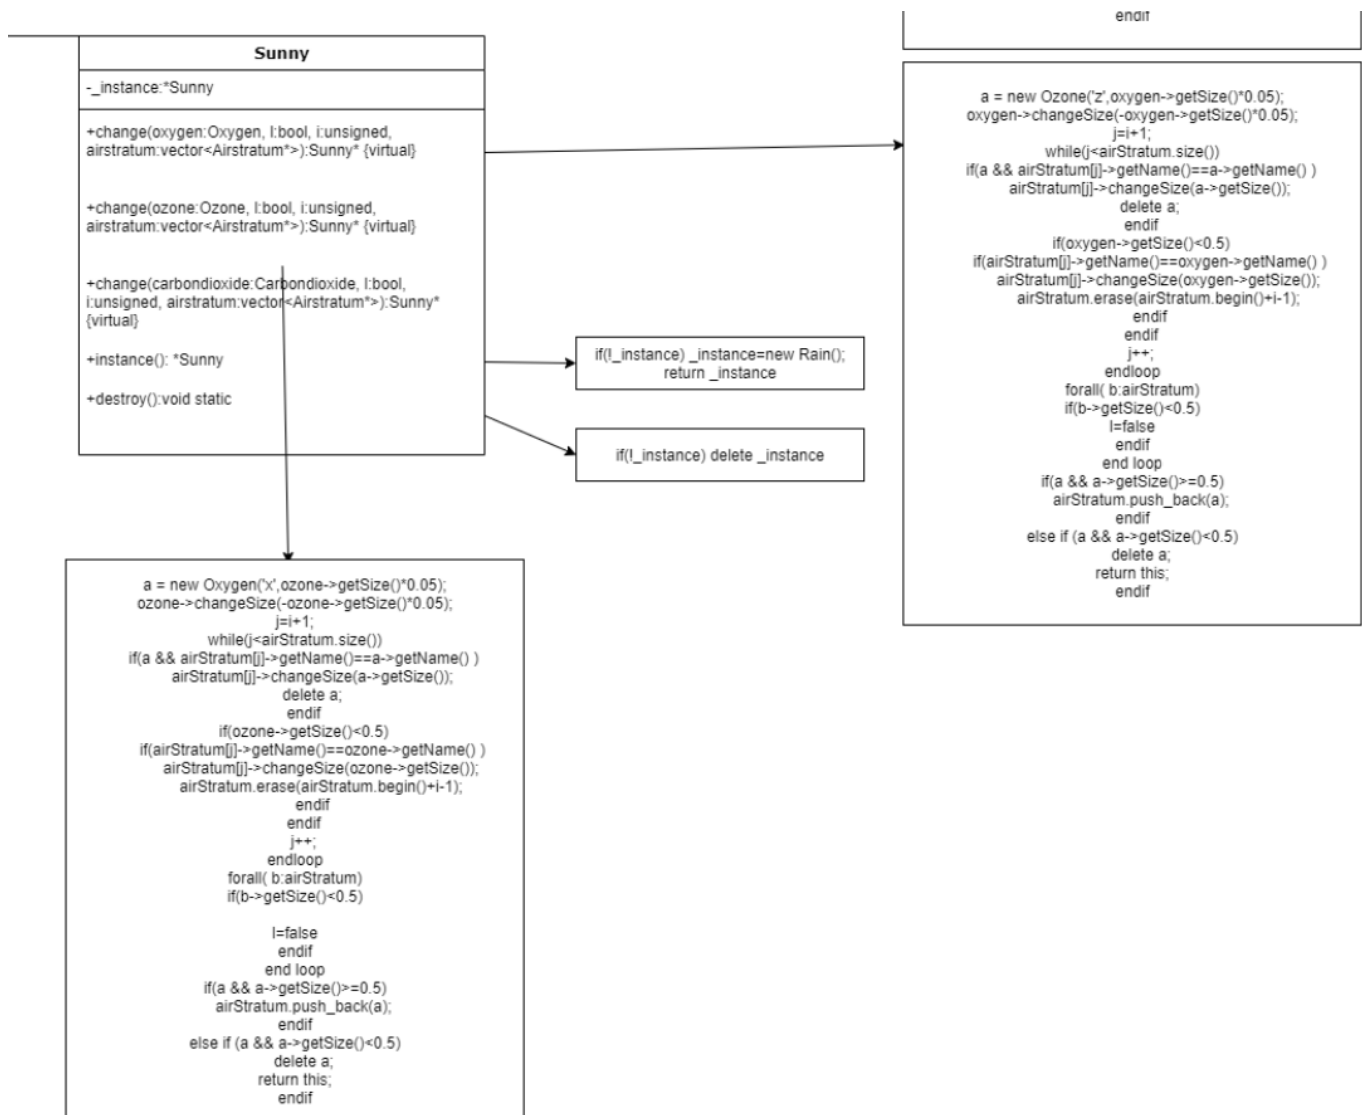 Sunny
-_instance:*Sunny
+change(oxygen:Oxygen, l:bool, i:unsigned,
airstratum:vector<Airstratum*>):Sunny* {virtual}
+change(ozone:Ozone, l:bool, i:unsigned,
airstratum:vector<Airstratum*>):Sunny* {virtual}
+change(carbondioxide:Carbondioxide, l:bool,
i:unsigned, airstratum:vector<Airstratum*>):Sunny*
{virtual}
+instance(): *Sunny
+destroy():void static
if(!_instance) _instance=new Rain();
return _instance
if(!_instance) delete _instance
endif
a = new Ozone('z',oxygen->getSize()*0.05);
oxygen->changeSize(-oxygen->getSize()*0.05);
j=i+1;
while(j<airStratum.size())
if(a && airStratum[j]->getName()==a->getName() )
airStratum[j]->changeSize(a->getSize());
delete a;
endif
if(oxygen->getSize()<0.5)
if(airStratum[j]->getName()==oxygen->getName() )
airStratum[j]->changeSize(oxygen->getSize());
airStratum.erase(airStratum.begin()+i-1);
endif
endif
j++;
endloop
forall( b:airStratum)
if(b->getSize()<0.5)
l=false
endif
end loop
if(a && a->getSize()>=0.5)
airStratum.push_back(a);
endif
else if (a && a->getSize()<0.5)
delete a;
return this;
endif
a = new Oxygen('x',ozone->getSize()*0.05);
ozone->changeSize(-ozone->getSize()*0.05);
j=i+1;
while(j<airStratum.size())
if(a && airStratum[j]->getName()==a->getName() )
airStratum[j]->changeSize(a->getSize());
delete a;
endif
if(ozone->getSize()<0.5)
if(airStratum[j]->getName()==ozone->getName() )
airStratum[j]->changeSize(ozone->getSize());
airStratum.erase(airStratum.begin()+i-1);
endif
endif
j++;
endloop
forall( b:airStratum)
if(b->getSize()<0.5)
l=false
endif
end loop
if(a && a->getSize()>=0.5)
airStratum.push_back(a);
endif
else if (a && a->getSize()<0.5)
delete a;
return this;
endif